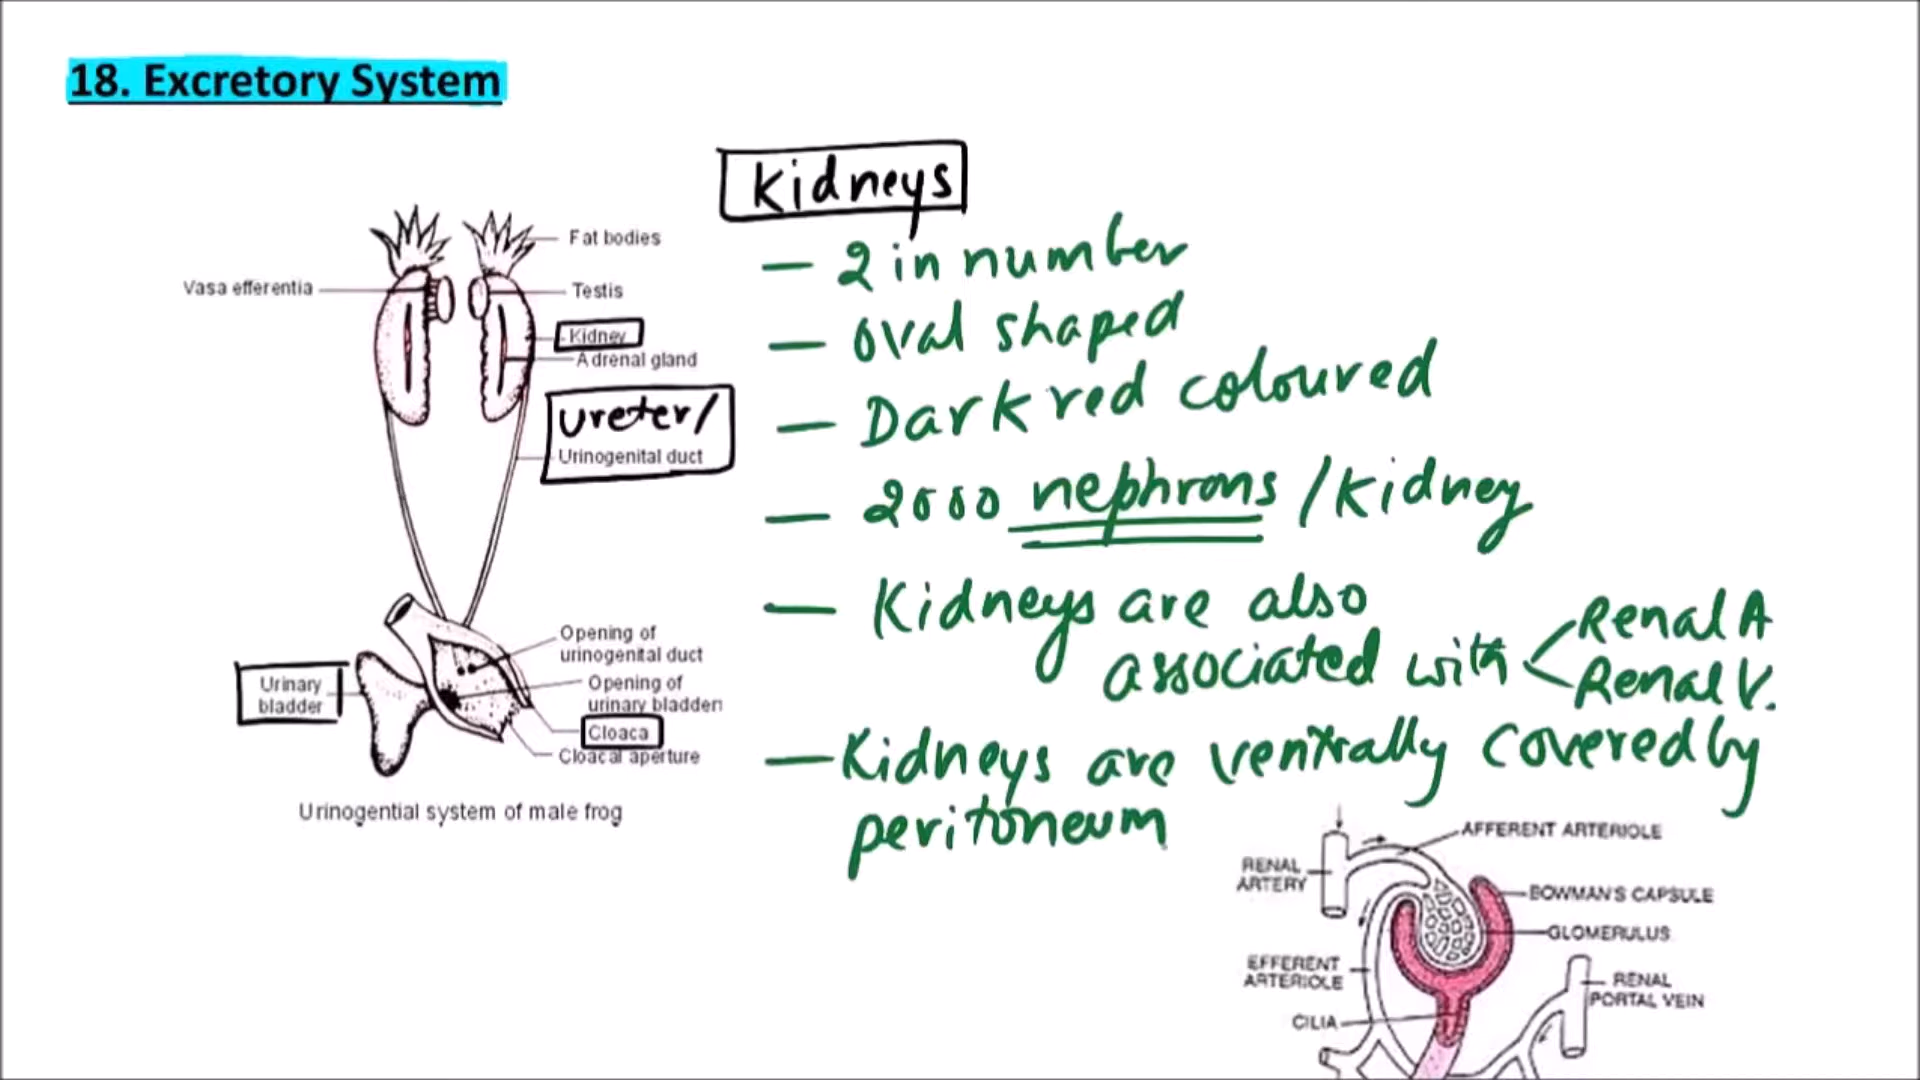 18. Excretory System
Kidneys
Fat bodies
Vasa efferentia
Testis
Kidney
Adrenal gland
Ureter/
Urinogenital duct
Opening of
urinogenital duct
Urinary
bladder
Opening of
urinary bladder
Cloaca
Cloacal aperture
Urinogential system of male frog
— 2 in number
— Oval shaped
— Dark red coloured
— 2000 nephrons / Kidney
— Kidneys are also
associated with < Renal A
Renal V.
— Kidneys are ventrally covered by
peritoneum
AFFERENT ARTERIOLE
RENAL
ARTERY
BOWMAN'S CAPSULE
GLOMERULUS
EFFERENT
ARTERIOLE
RENAL
PORTAL VEIN
CILIA